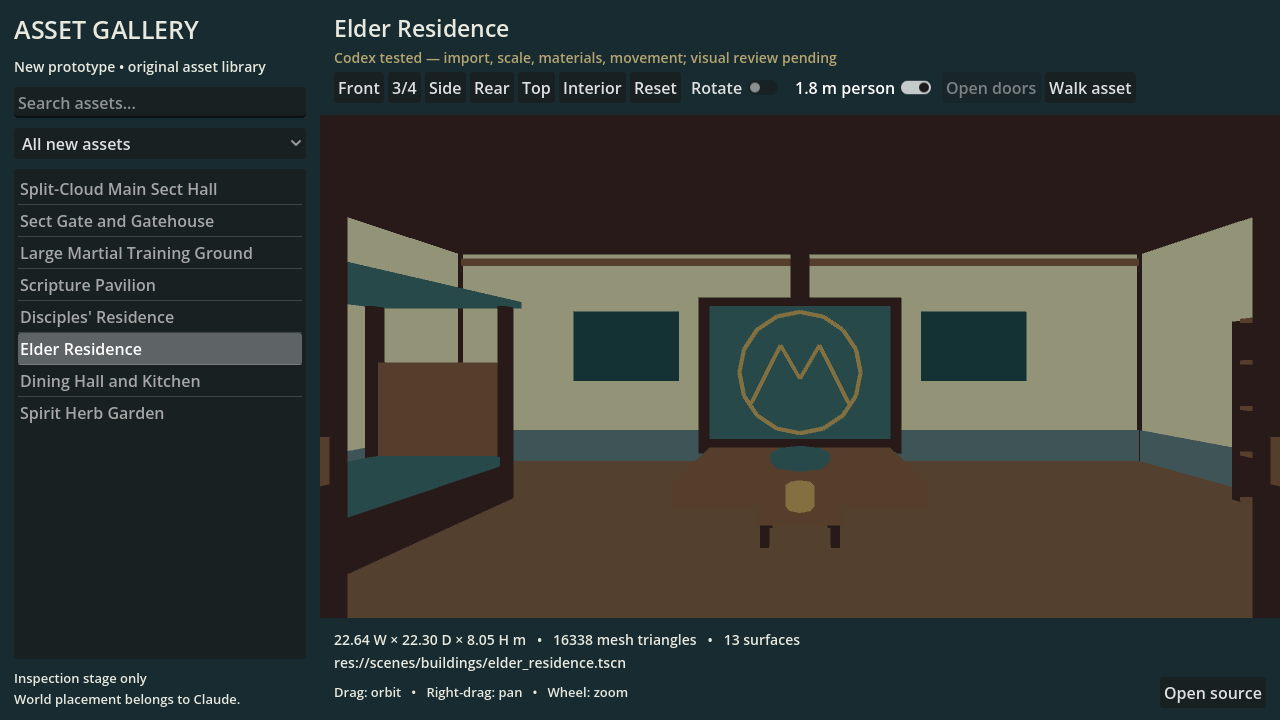 ASSET GALLERY
New prototype • original asset library
Search assets...
All new assets
Split-Cloud Main Sect Hall
Sect Gate and Gatehouse
Large Martial Training Ground
Scripture Pavilion
Disciples' Residence
Elder Residence
Dining Hall and Kitchen
Spirit Herb Garden
Inspection stage only
World placement belongs to Claude.
Elder Residence
Codex tested — import, scale, materials, movement; visual review pending
Front 3/4 Side Rear Top Interior Reset Rotate 1.8 m person Open doors Walk asset
22.64 W × 22.30 D × 8.05 H m • 16338 mesh triangles • 13 surfaces
res://scenes/buildings/elder_residence.tscn
Drag: orbit • Right-drag: pan • Wheel: zoom
Open source